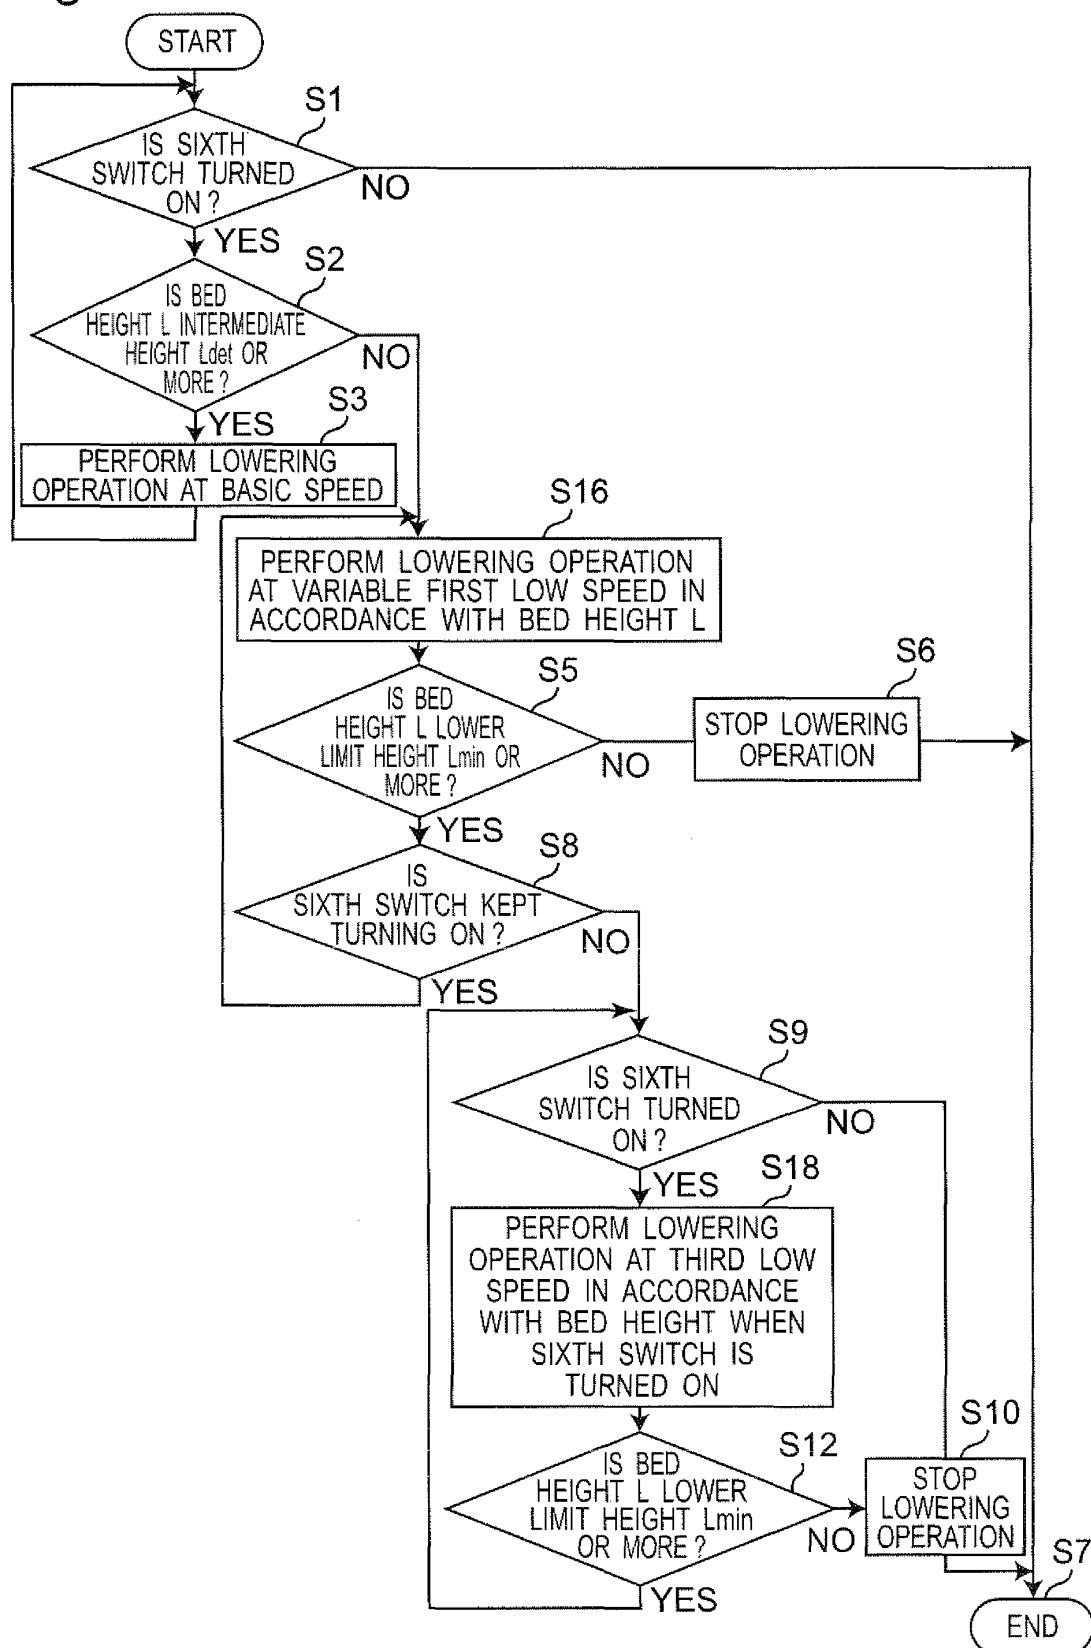 START
S1
IS SIXTH
SWITCH TURNED
ON?
NO
YES
S2
IS BED
HEIGHT L INTERMEDIATE
HEIGHT Ldet OR
MORE?
NO
YES
S3
PERFORM LOWERING
OPERATION AT BASIC SPEED
S16
PERFORM LOWERING OPERATION
AT VARIABLE FIRST LOW SPEED IN
ACCORDANCE WITH BED HEIGHT L
S5
IS BED
HEIGHT L LOWER
LIMIT HEIGHT Lmin OR
MORE?
NO
S6
STOP LOWERING
OPERATION
YES
S8
IS
SIXTH SWITCH KEPT
TURNING ON?
NO
YES
S9
IS SIXTH
SWITCH TURNED
ON?
NO
YES
S18
PERFORM LOWERING
OPERATION AT THIRD LOW
SPEED IN ACCORDANCE
WITH BED HEIGHT WHEN
SIXTH SWITCH IS
TURNED ON
S12
IS BED
HEIGHT L LOWER
LIMIT HEIGHT Lmin
OR MORE?
NO
YES
S10
STOP
LOWERING
OPERATION
S7
END